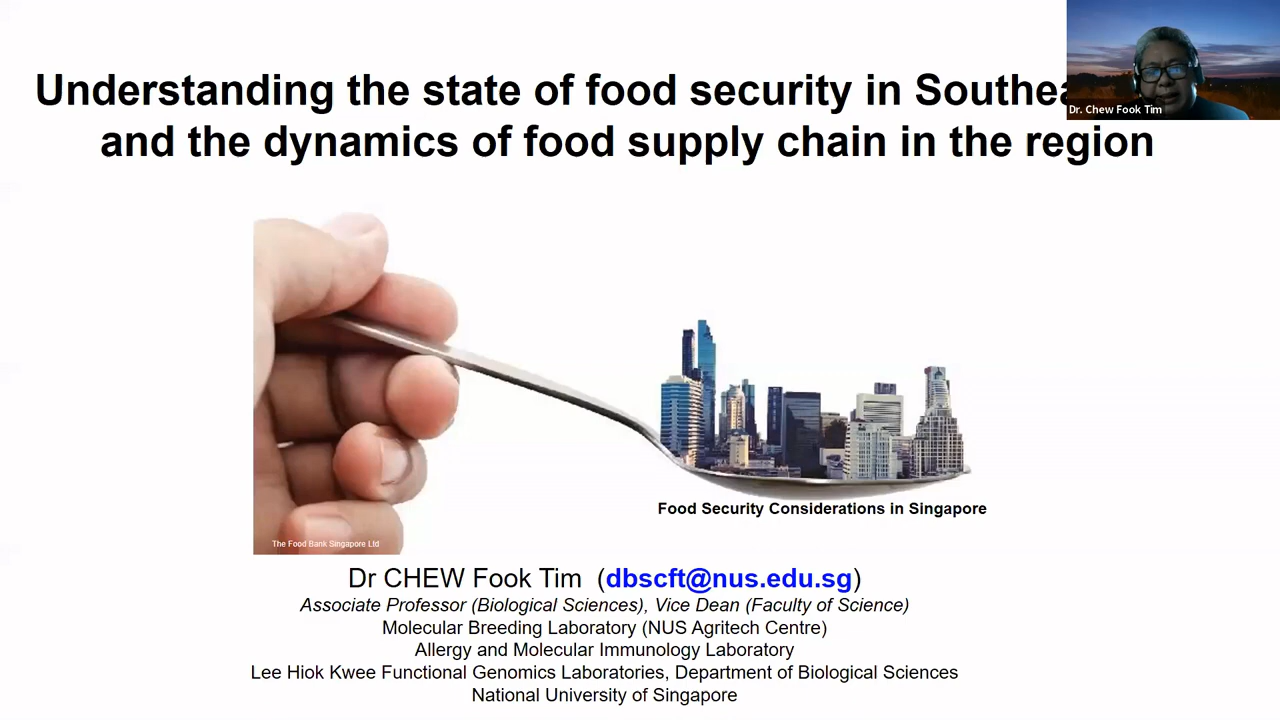 Understanding the state of food security in
and the dynamics of food supply chain in the region
Dr. Chew Fook Tim
Food Security Considerations in Singapore
The Food Bank Singapore Ltd
Dr CHEW Fook Tim (dbscft@nus.edu.sg)
Associate Professor (Biological Sciences), Vice Dean (Faculty of Science)
Molecular Breeding Laboratory (NUS Agritech Centre)
Allergy and Molecular Immunology Laboratory
Lee Hiok Kwee Functional Genomics Laboratories, Department of Biological Sciences
National University of Singapore